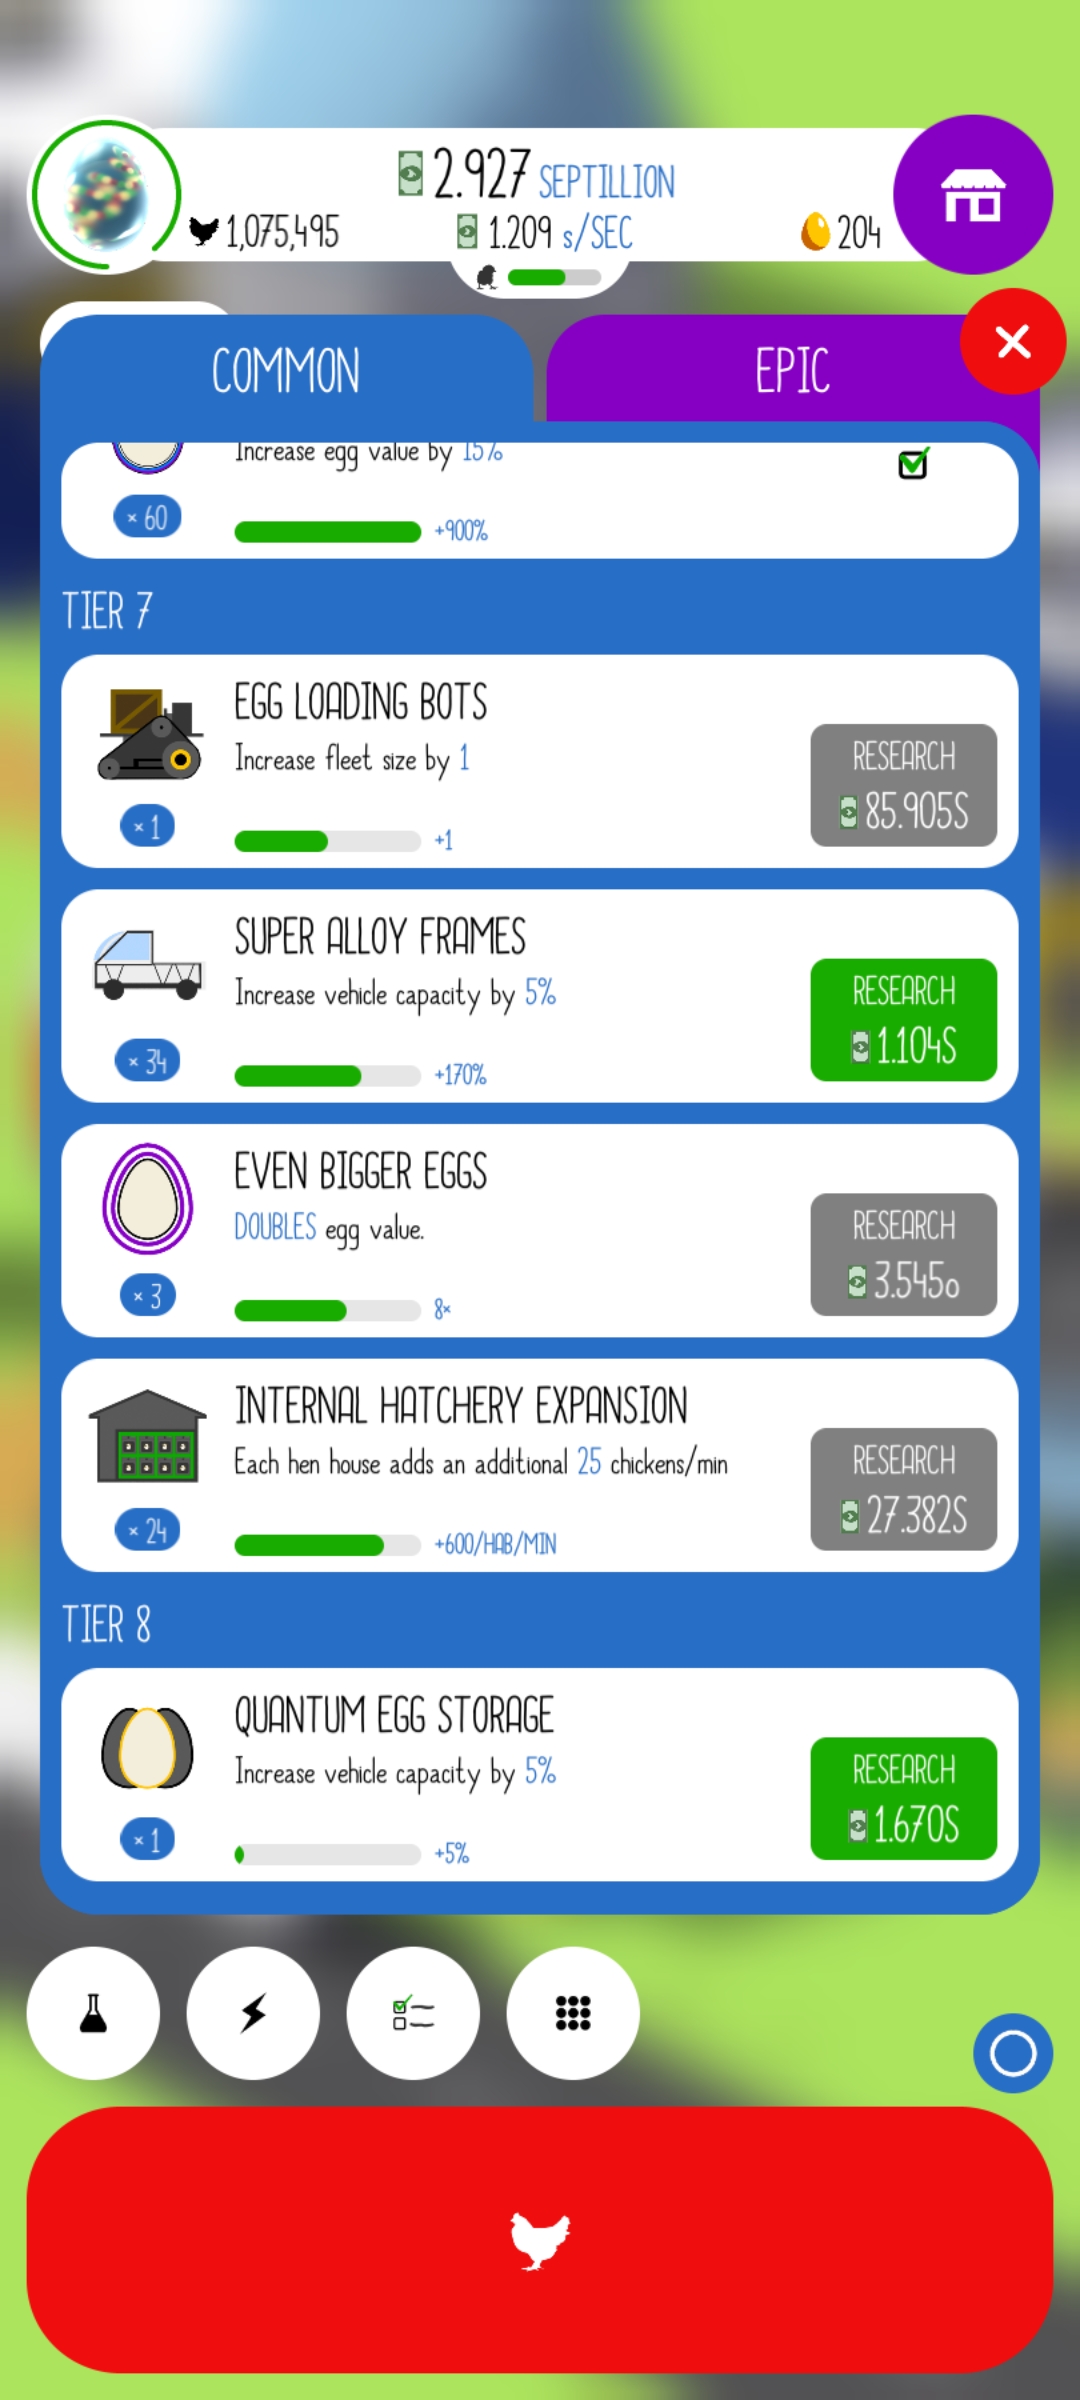 2.927 SEPTILLION
1,075,495
1.209 s/SEC
204
COMMON
EPIC
Increase egg value by 15%
× 60
+900%
TIER 7
EGG LOADING BOTS
Increase fleet size by 1
× 1
+1
RESEARCH
85.905S
SUPER ALLOY FRAMES
Increase vehicle capacity by 5%
× 34
+170%
RESEARCH
1.104S
EVEN BIGGER EGGS
DOUBLES egg value.
× 3
8×
RESEARCH
3.545o
INTERNAL HATCHERY EXPANSION
Each hen house adds an additional 25 chickens/min
× 24
+600/HAB/MIN
RESEARCH
27.382S
TIER 8
QUANTUM EGG STORAGE
Increase vehicle capacity by 5%
× 1
+5%
RESEARCH
1.670S